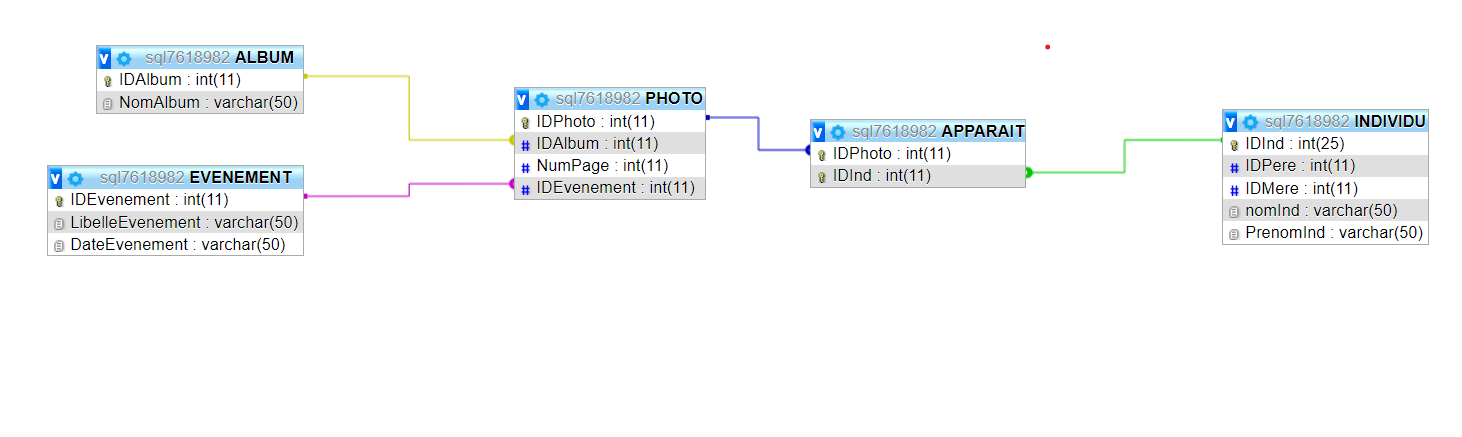 sql7618982 ALBUM
IDAlbum : int(11)
NomAlbum : varchar(50)
sql7618982 EVENEMENT
IDEvenement : int(11)
LibelleEvenement : varchar(50)
DateEvenement : varchar(50)
sql7618982 PHOTO
IDPhoto : int(11)
IDAlbum : int(11)
NumPage : int(11)
IDEvenement : int(11)
sql7618982 APPARAIT
IDPhoto : int(11)
IDInd : int(11)
sql7618982 INDIVIDU
IDInd : int(25)
IDPere : int(11)
IDMere : int(11)
nomInd : varchar(50)
PrenomInd : varchar(50)